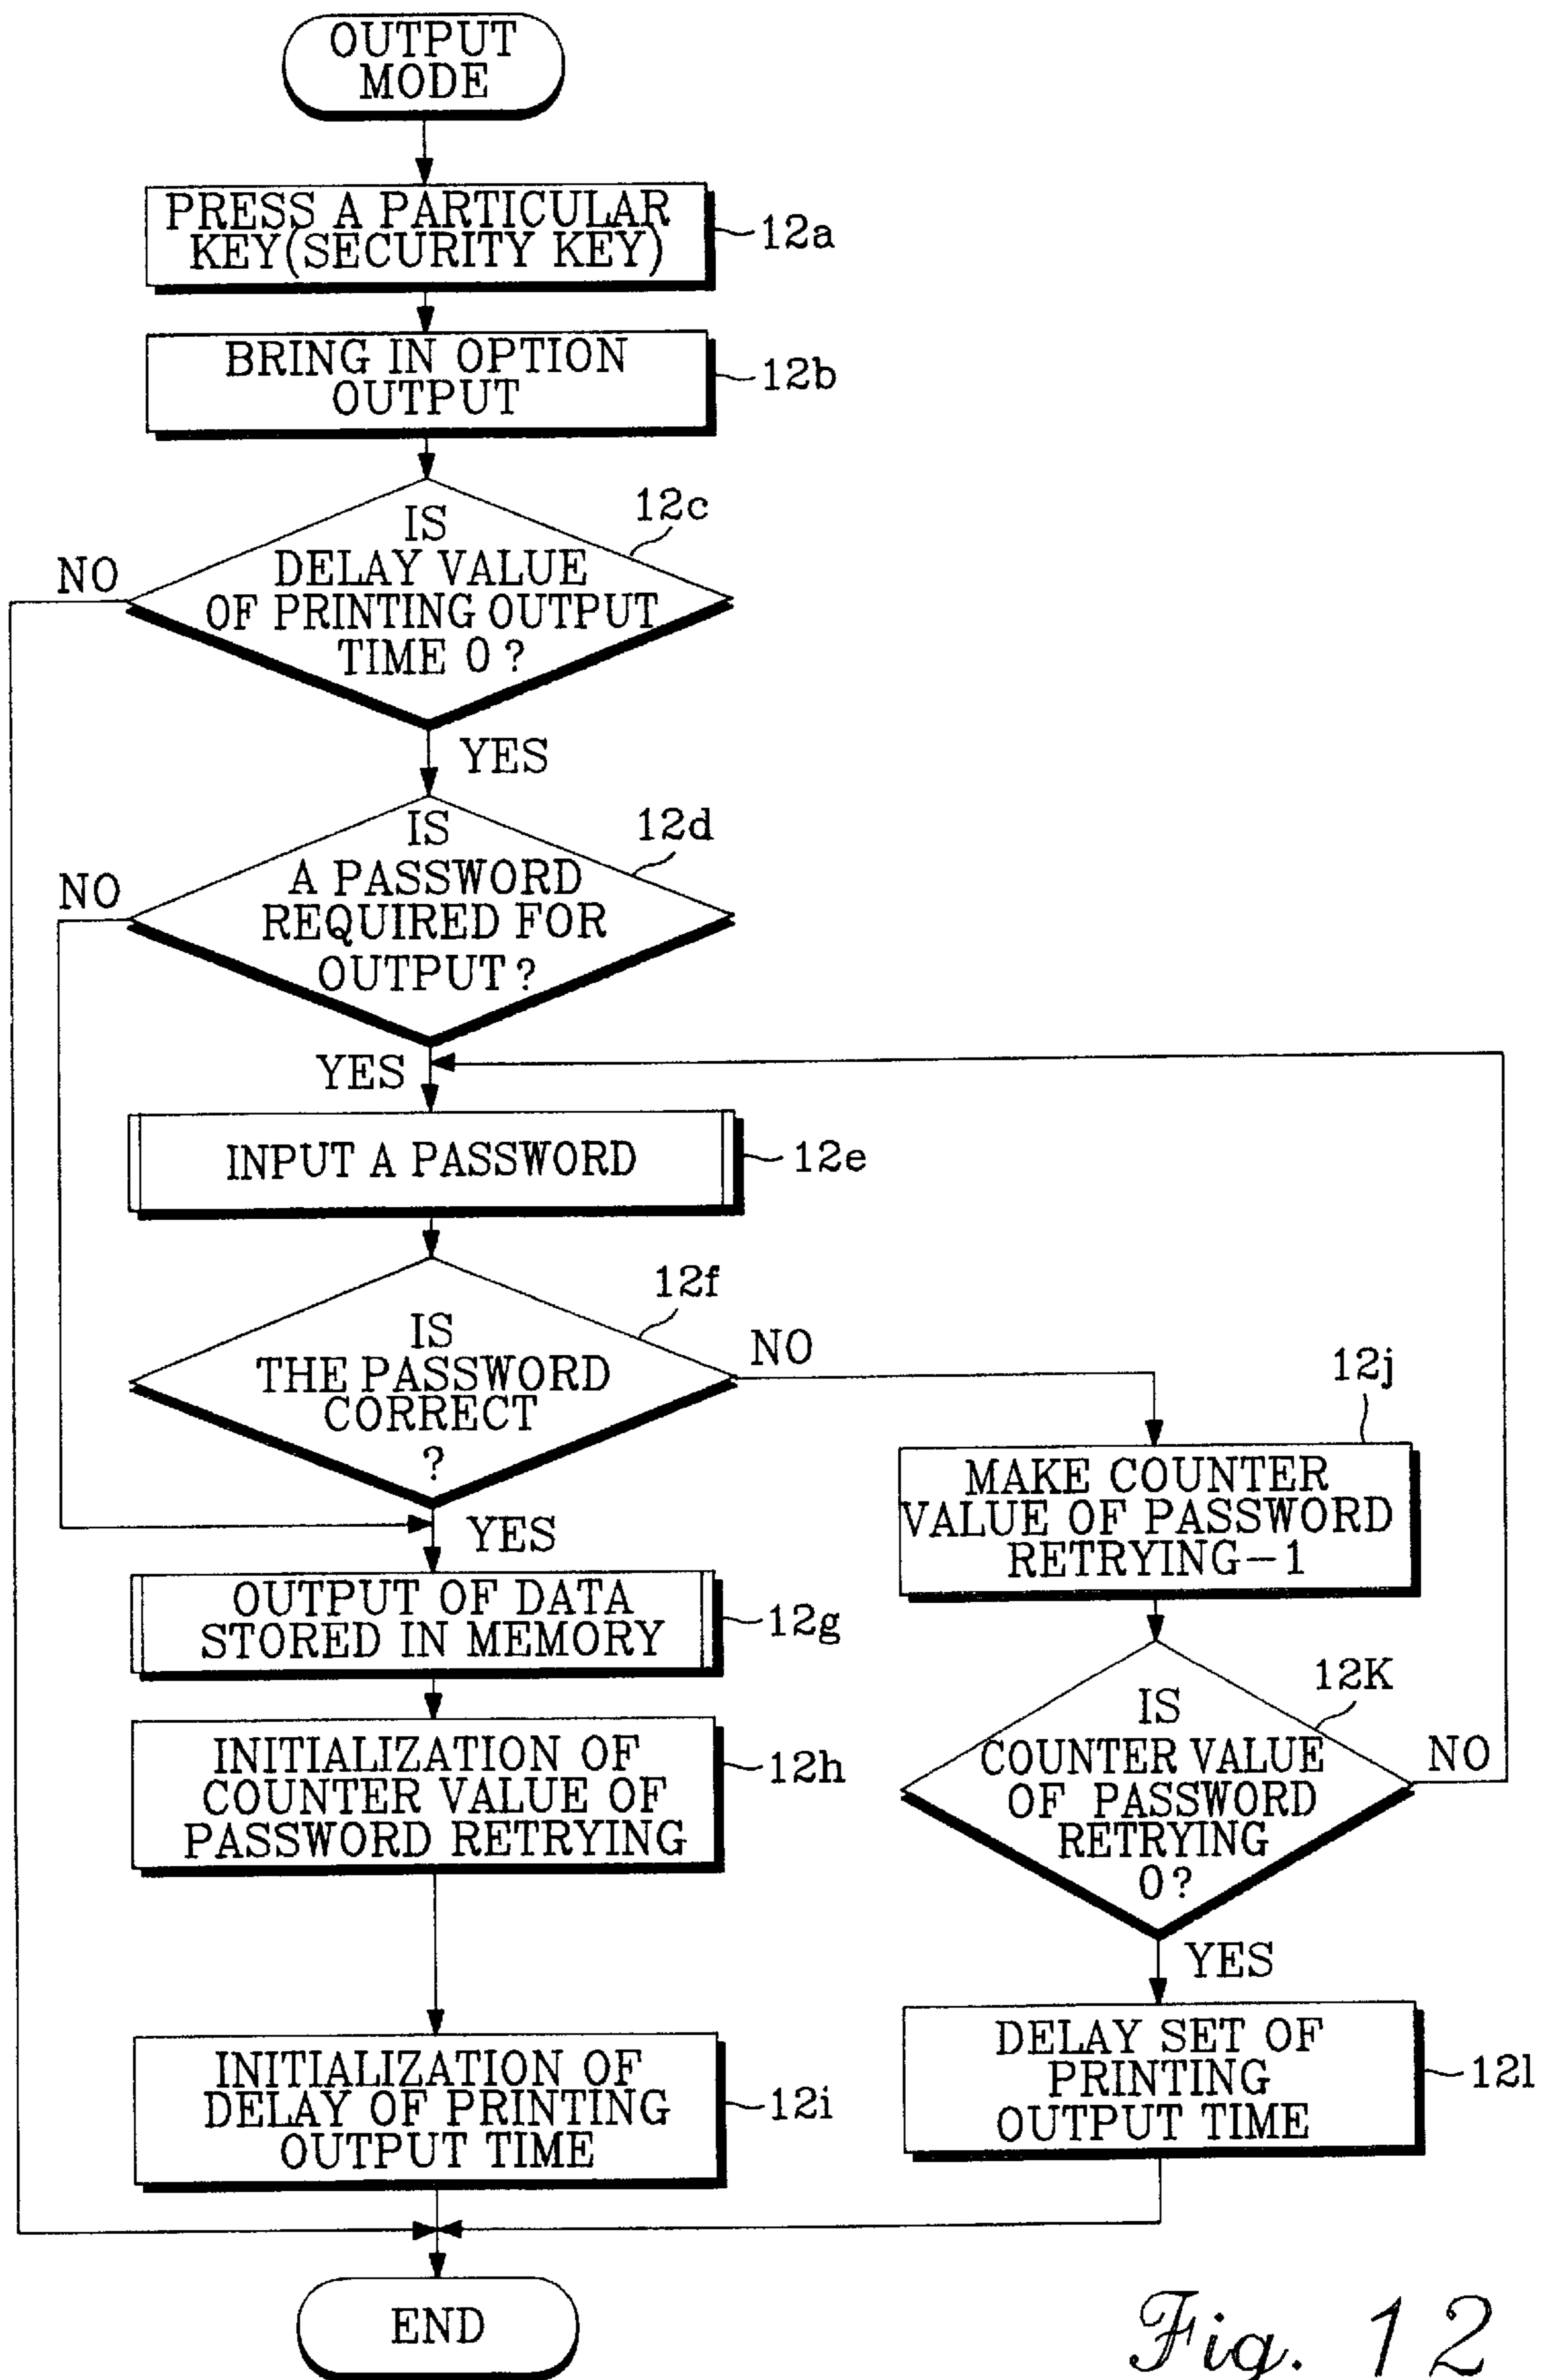 OUTPUT
MODE
PRESS A PARTICULAR
KEY(SECURITY KEY)
12a
BRING IN OPTION
OUTPUT
12b
12c
IS
DELAY VALUE
OF PRINTING OUTPUT
TIME 0?
NO
YES
12d
IS
A PASSWORD
REQUIRED FOR
OUTPUT?
NO
YES
INPUT A PASSWORD
12e
12f
IS
THE PASSWORD
CORRECT
?
NO
YES
12j
MAKE COUNTER
VALUE OF PASSWORD
RETRYING-1
OUTPUT OF DATA
STORED IN MEMORY
12g
12K
IS
COUNTER VALUE
OF PASSWORD
RETRYING
0?
NO
YES
INITIALIZATION OF
COUNTER VALUE OF
PASSWORD RETRYING
12h
INITIALIZATION OF
DELAY OF PRINTING
OUTPUT TIME
12i
DELAY SET OF
PRINTING
OUTPUT TIME
12l
END
Fig. 12